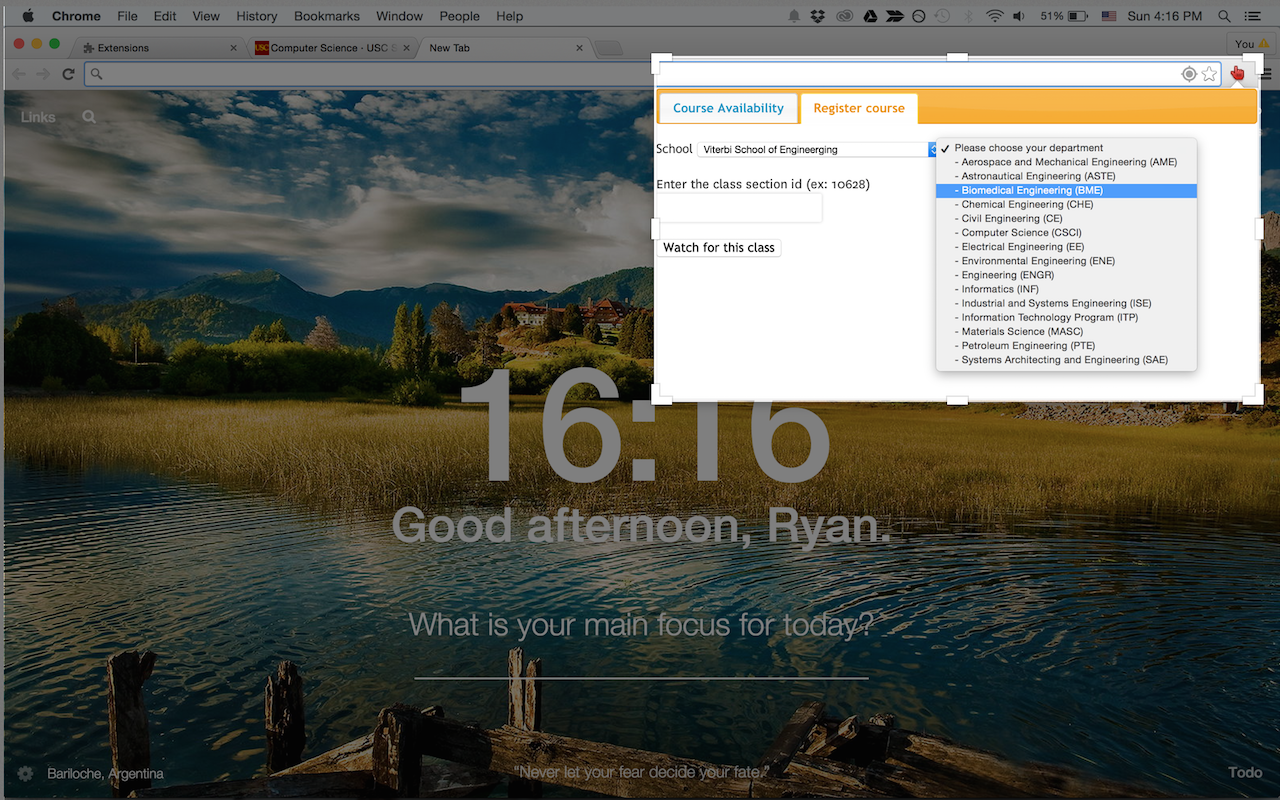 Chrome File Edit View History Bookmarks Window People Help 51% Sun 4:16 PM
Extensions Computer Science · USC S New Tab You
Links
Course Availability Register course
School Viterbi School of Engineerging
Please choose your department
- Aerospace and Mechanical Engineering (AME)
- Astronautical Engineering (ASTE)
- Biomedical Engineering (BME)
- Chemical Engineering (CHE)
- Civil Engineering (CE)
- Computer Science (CSCI)
- Electrical Engineering (EE)
- Environmental Engineering (ENE)
- Engineering (ENGR)
- Informatics (INF)
- Industrial and Systems Engineering (ISE)
- Information Technology Program (ITP)
- Materials Science (MASC)
- Petroleum Engineering (PTE)
- Systems Architecting and Engineering (SAE)
Enter the class section id (ex: 10628)
Watch for this class
16:16
Good afternoon, Ryan.
What is your main focus for today?
Bariloche, Argentina
"Never let your fear decide your fate."
Todo